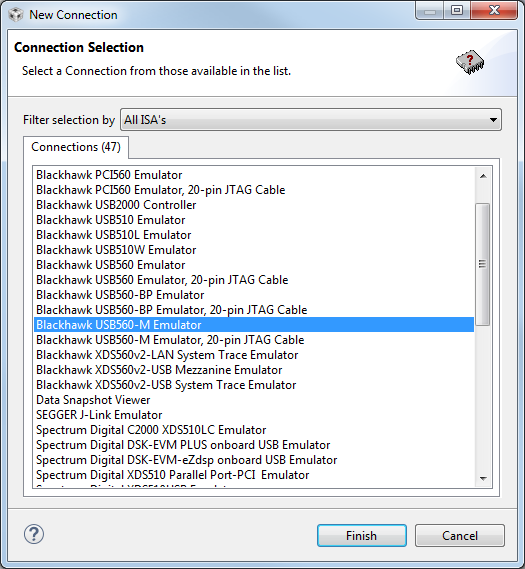 New Connection
Connection Selection
Select a Connection from those available in the list.
Filter selection by All ISA's
Connections (47)
Blackhawk PCI560 Emulator
Blackhawk PCI560 Emulator, 20-pin JTAG Cable
Blackhawk USB2000 Controller
Blackhawk USB510 Emulator
Blackhawk USB510L Emulator
Blackhawk USB510W Emulator
Blackhawk USB560 Emulator
Blackhawk USB560 Emulator, 20-pin JTAG Cable
Blackhawk USB560-BP Emulator
Blackhawk USB560-BP Emulator, 20-pin JTAG Cable
Blackhawk USB560-M Emulator
Blackhawk USB560-M Emulator, 20-pin JTAG Cable
Blackhawk XDS560v2-LAN System Trace Emulator
Blackhawk XDS560v2-USB Mezzanine Emulator
Blackhawk XDS560v2-USB System Trace Emulator
Data Snapshot Viewer
SEGGER J-Link Emulator
Spectrum Digital C2000 XDS510LC Emulator
Spectrum Digital DSK-EVM PLUS onboard USB Emulator
Spectrum Digital DSK-EVM-eZdsp onboard USB Emulator
Spectrum Digital XDS510 Parallel Port-PCI Emulator
Spectrum Digital XDS510USB Emulator
?
Finish
Cancel